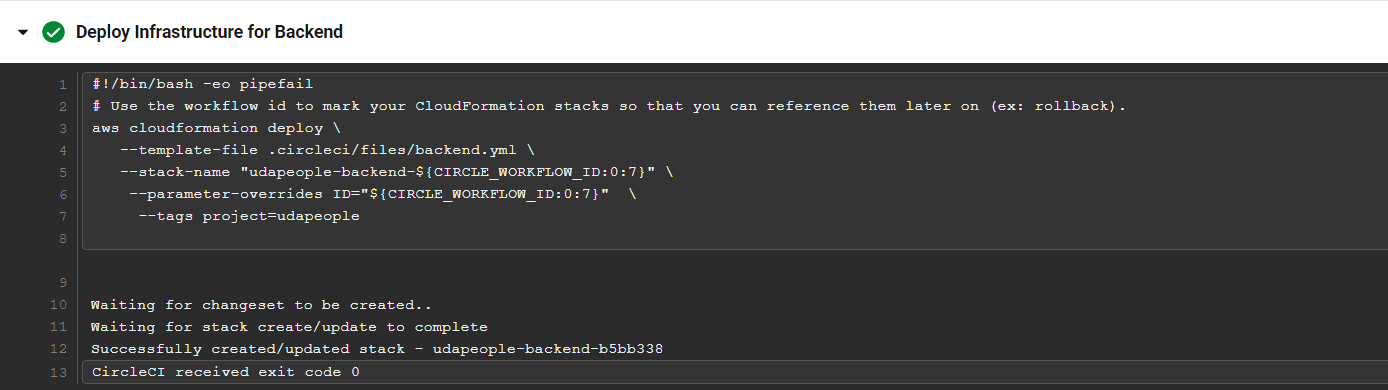 Deploy Infrastructure for Backend
1 #!/bin/bash -eo pipefail
2 # Use the workflow id to mark your CloudFormation stacks so that you can reference them later on (ex: rollback).
3 aws cloudformation deploy \
4    --template-file .circleci/files/backend.yml \
5    --stack-name "udapeople-backend-${CIRCLE_WORKFLOW_ID:0:7}" \
6     --parameter-overrides ID="${CIRCLE_WORKFLOW_ID:0:7}"  \
7      --tags project=udapeople
8
9
10 Waiting for changeset to be created..
11 Waiting for stack create/update to complete
12 Successfully created/updated stack - udapeople-backend-b5bb338
13 CircleCI received exit code 0